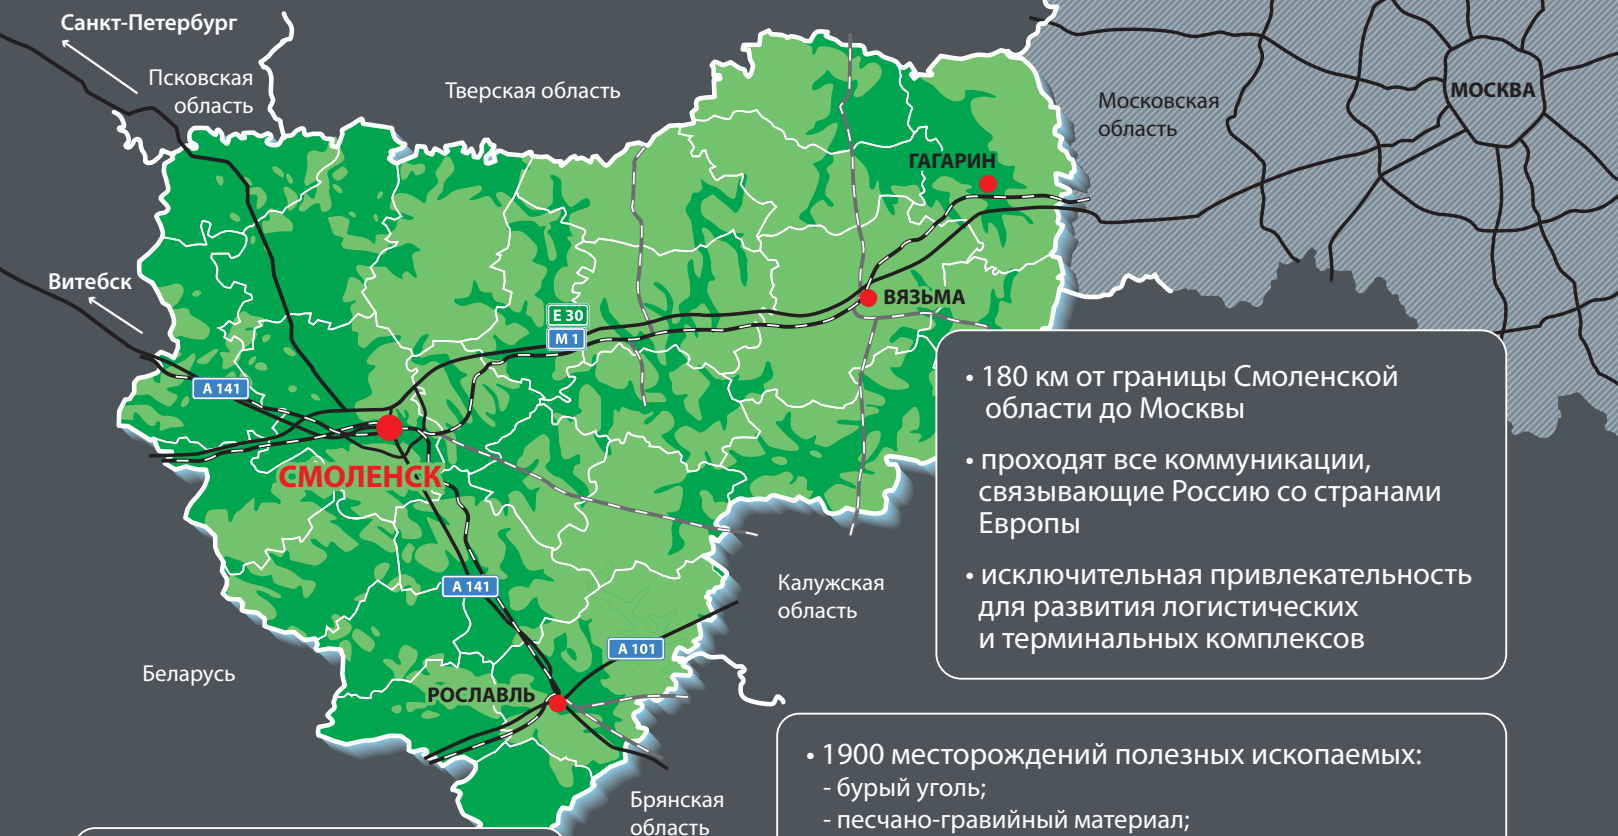 Санкт-Петербург
Псковская
область
Тверская область
Московская
область
МОСКВА
ГАГАРИН
Витебск
ВЯЗЬМА
E 30
M 1
A 141
СМОЛЕНСК
• 180 км от границы Смоленской
области до Москвы
• проходят все коммуникации,
связывающие Россию со странами
Европы
• исключительная привлекательность
для развития логистических
и терминальных комплексов
A 141
Калужская
область
A 101
Беларусь
РОСЛАВЛЬ
Брянская
область
• 1900 месторождений полезных ископаемых:
- бурый уголь;
- песчано-гравийный материал;